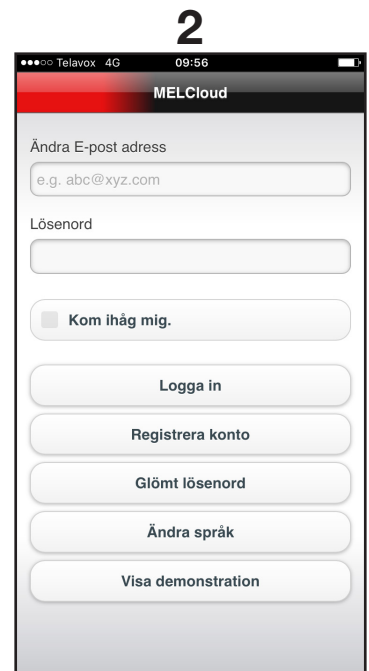 2
Telavox 4G 09:56
MELCloud
Ändra E-post adress
e.g. abc@xyz.com
Lösenord
Kom ihåg mig.
Logga in
Registrera konto
Glömt lösenord
Ändra språk
Visa demonstration